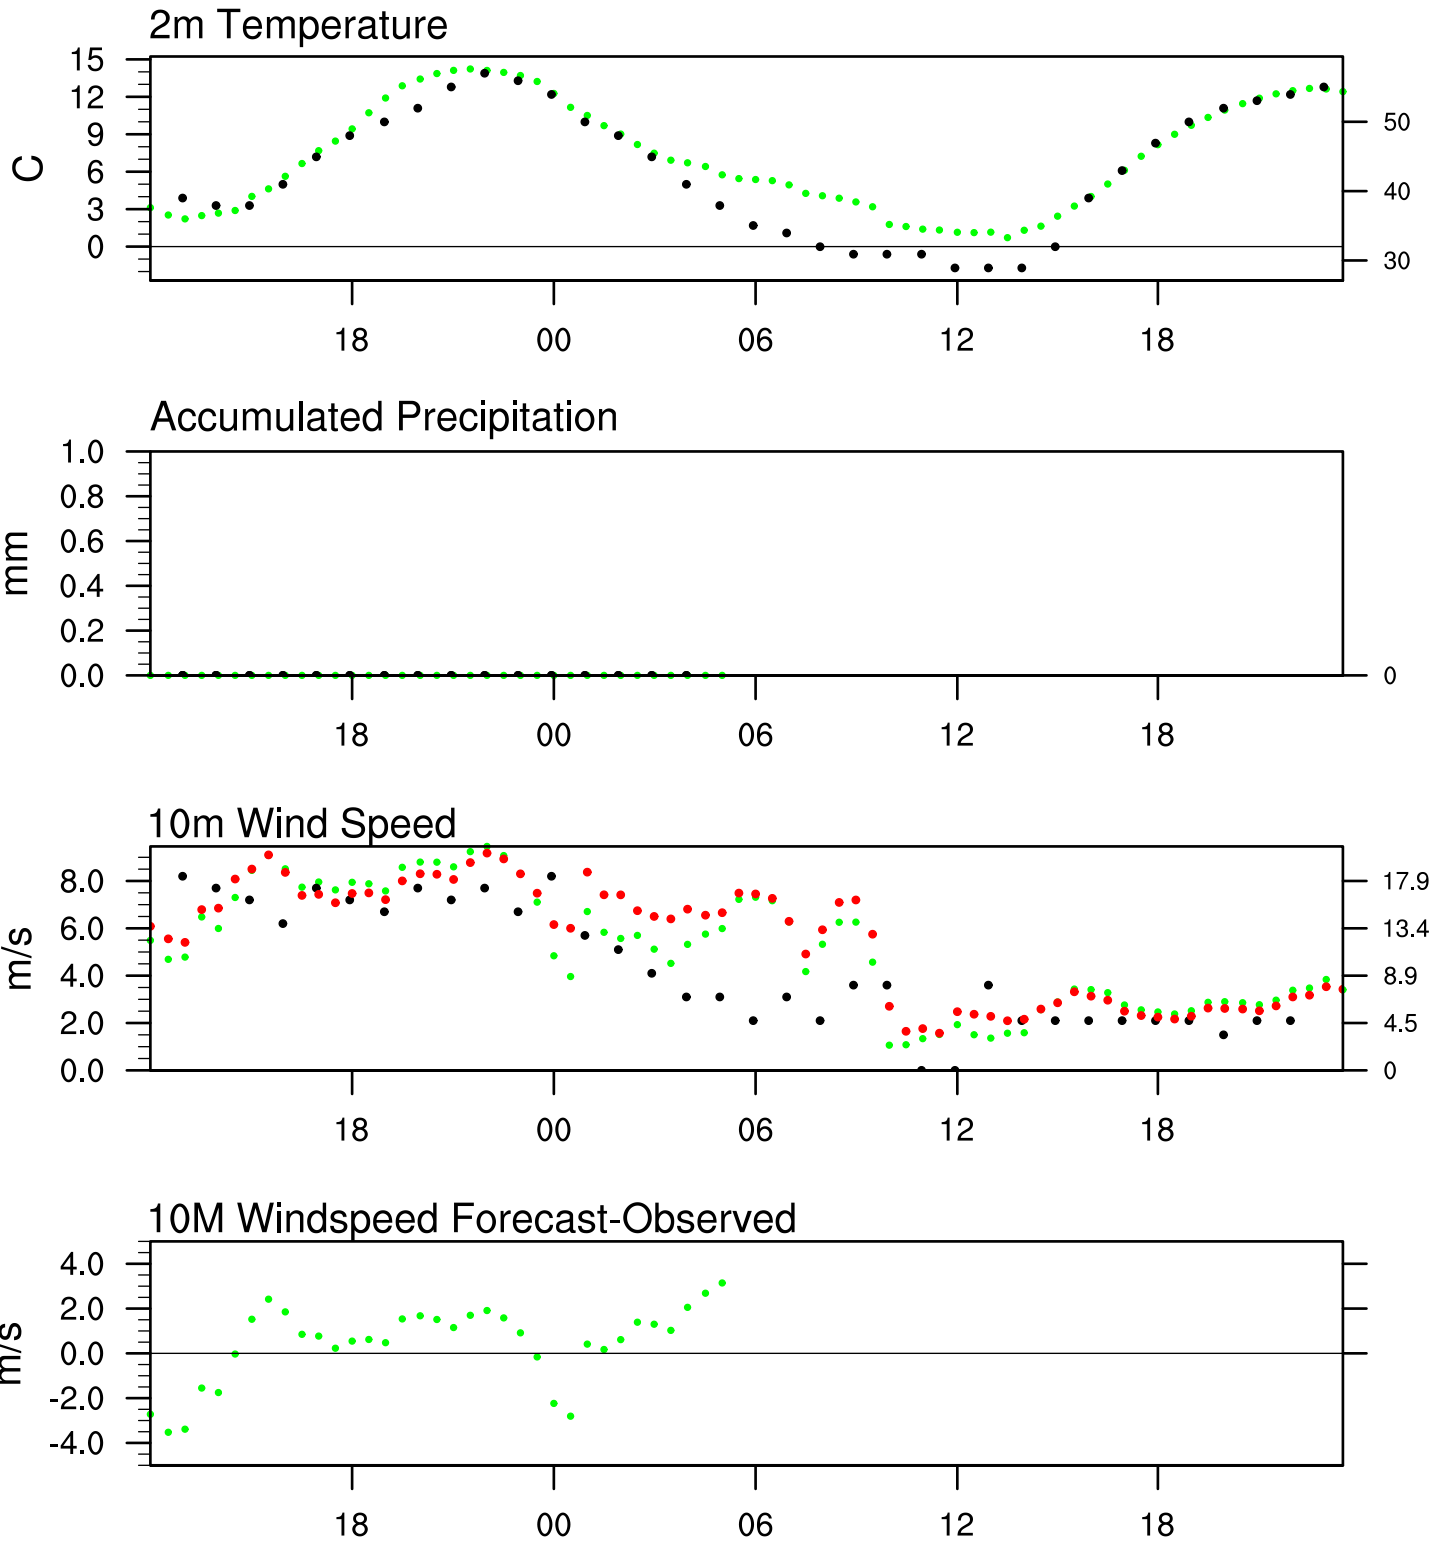 2m Temperature
15
12
9
6
3
0
C
50
40
30
18 00 06 12 18
Accumulated Precipitation
1.0
0.8
0.6
0.4
0.2
0.0
mm
0
18 00 06 12 18
10m Wind Speed
8.0
6.0
4.0
2.0
0.0
m/s
17.9
13.4
8.9
4.5
0
18 00 06 12 18
10M Windspeed Forecast-Observed
4.0
2.0
0.0
-2.0
-4.0
m/s
18 00 06 12 18